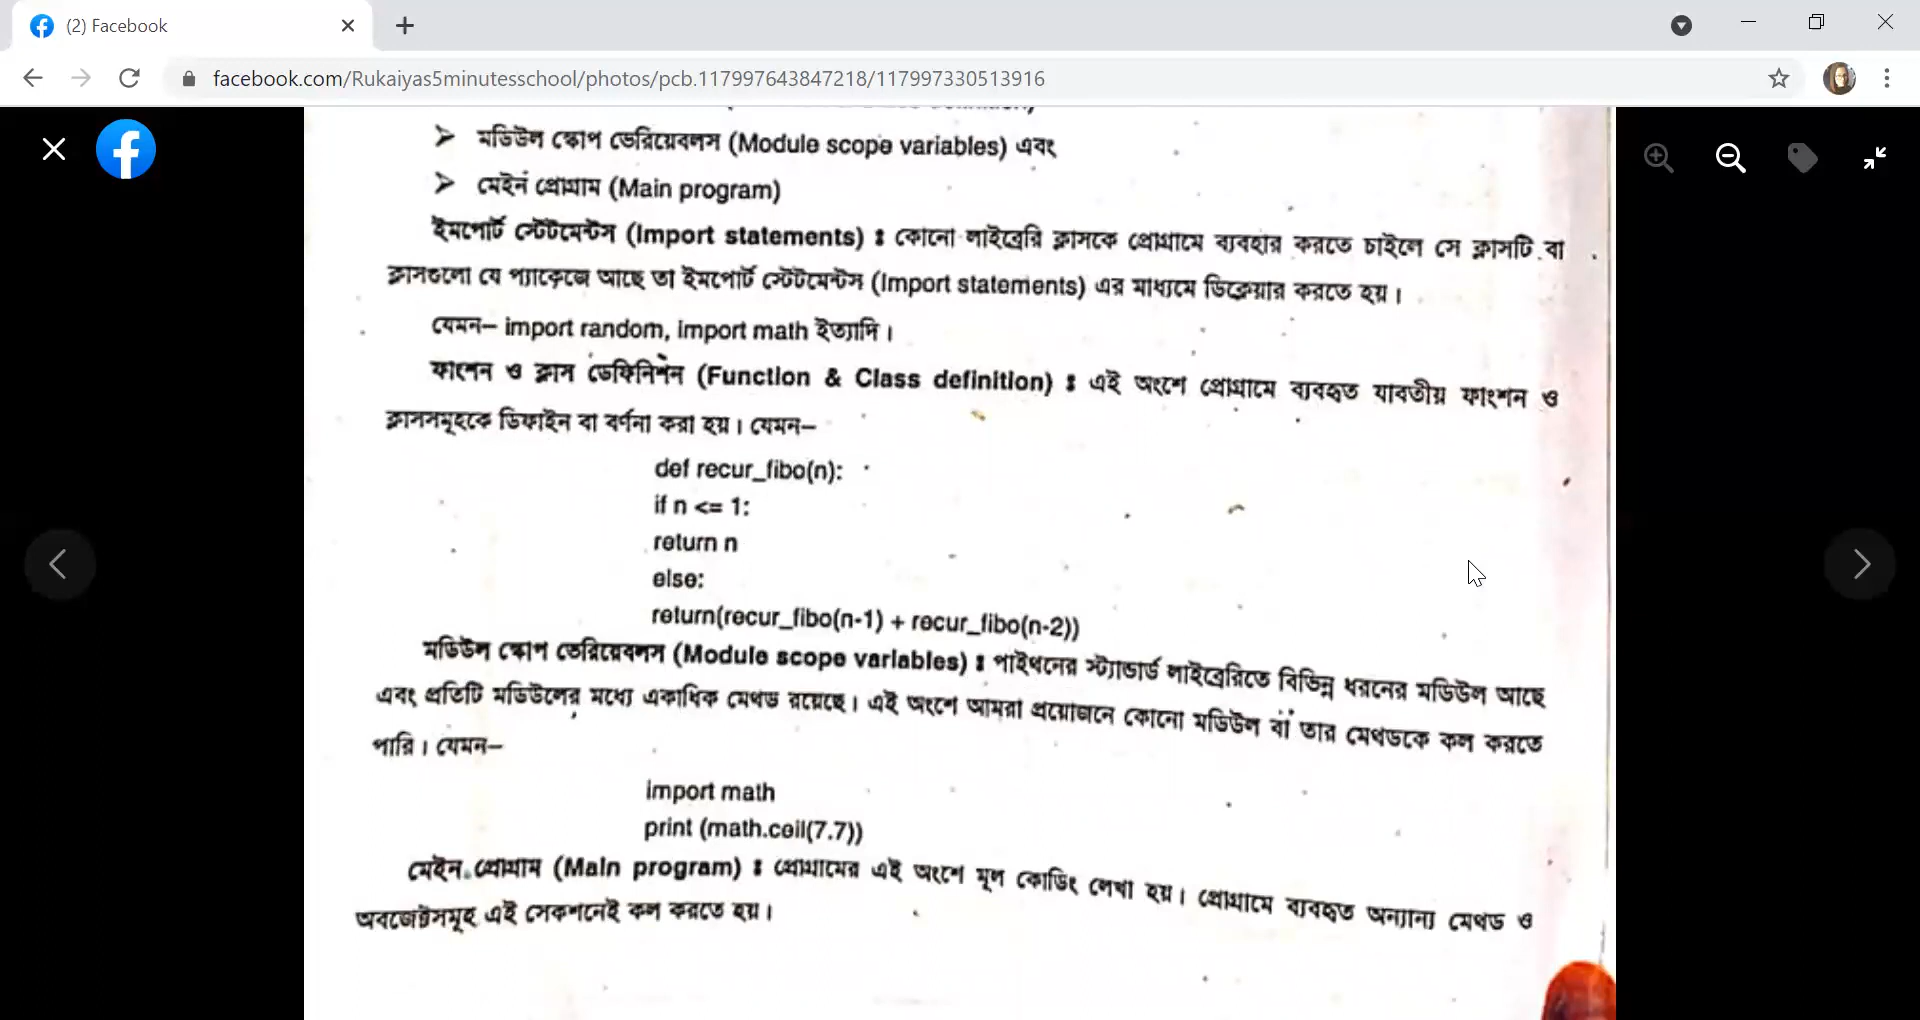 (2) Facebook
facebook.com/Rukaiyas5minutesschool/photos/pcb.117997643847218/117997330513916
➢ মডিউল স্কোপ ভেরিয়েবলস (Module scope variables) এবং
➢ মেইন প্রোগ্রাম (Main program)
ইমপোর্ট স্টেটমেন্টস (Import statements) : কোনো লাইব্রেরি ক্লাসকে প্রোগ্রামে ব্যবহার করতে চাইলে সে ক্লাসটি বা
ক্লাসগুলো যে প্যাকেজে আছে তা ইমপোর্ট স্টেটমেন্টস (Import statements) এর মাধ্যমে ডিক্লেয়ার করতে হয়।
যেমন– import random, import math ইত্যাদি।
ফাংশন ও ক্লাস ডেফিনিশন (Function & Class definition) : এই অংশে প্রোগ্রামে ব্যবহৃত যাবতীয় ফাংশন ও
ক্লাসসমূহকে ডিফাইন বা বর্ণনা করা হয়। যেমন–
def recur_fibo(n):
if n <= 1:
return n
else:
return(recur_fibo(n-1) + recur_fibo(n-2))
মডিউল স্কোপ ভেরিয়েবলস (Module scope variables) : পাইথনের স্ট্যান্ডার্ড লাইব্রেরিতে বিভিন্ন ধরনের মডিউল আছে
এবং প্রতিটি মডিউলের মধ্যে একাধিক মেথড রয়েছে। এই অংশে আমরা প্রয়োজনে কোনো মডিউল বা তার মেথডকে কল করতে
পারি। যেমন–
import math
print (math.ceil(7.7))
মেইন প্রোগ্রাম (Main program) : প্রোগ্রামের এই অংশে মূল কোডিং লেখা হয়। প্রোগ্রামে ব্যবহৃত অন্যান্য মেথড ও
অবজেক্টসমূহ এই সেকশনেই কল করতে হয়।